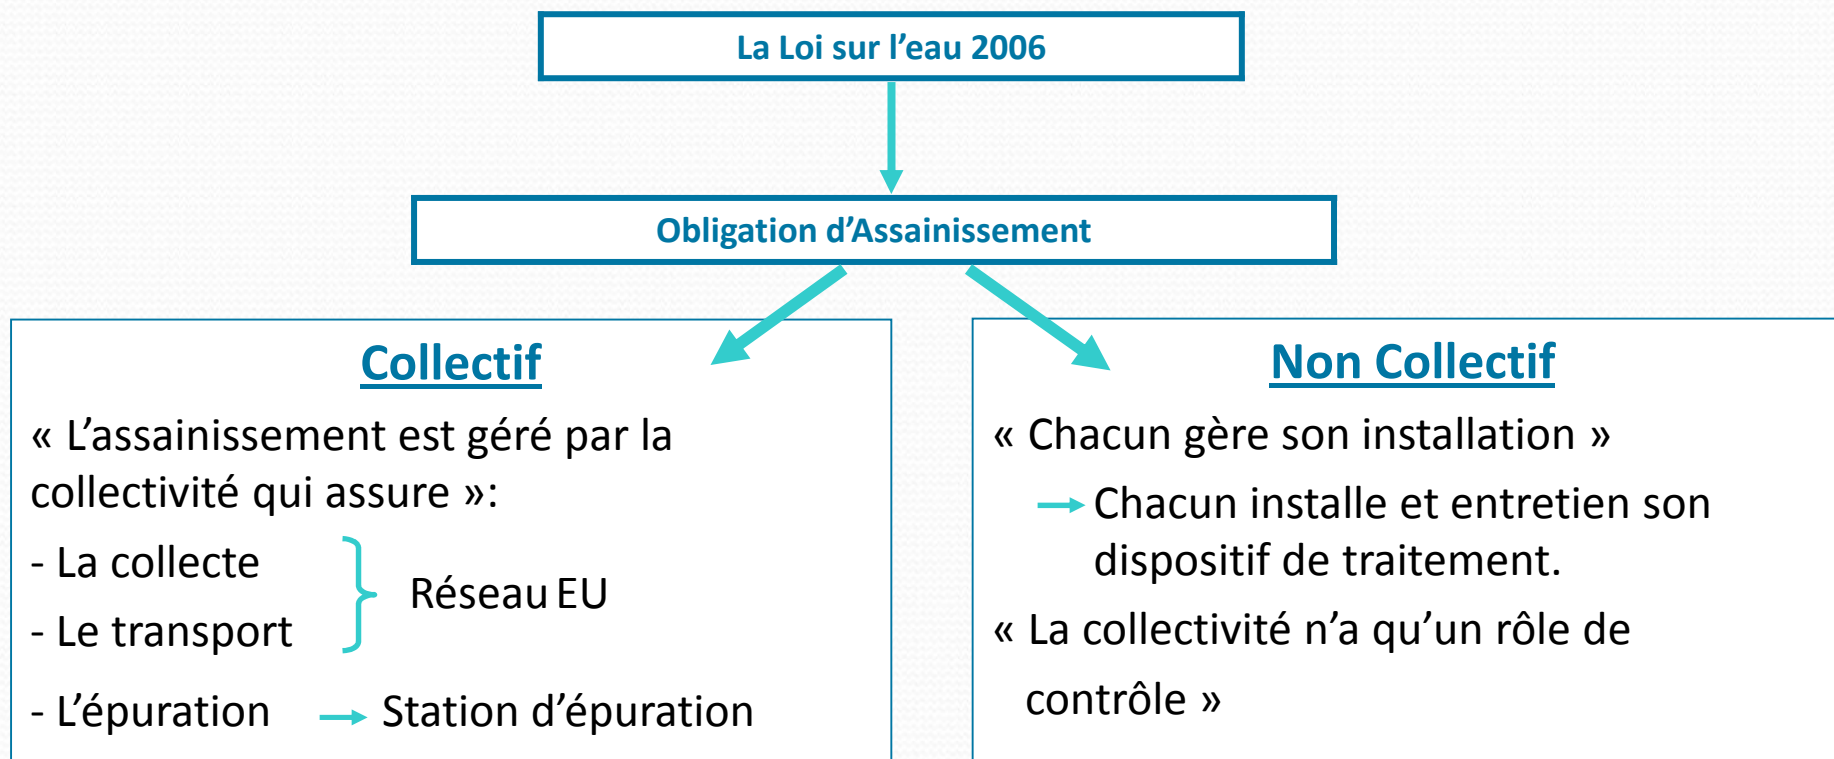 La Loi sur l’eau 2006
Obligation d’Assainissement
Collectif
« L’assainissement est géré par la
collectivité qui assure »:
- La collecte
- Le transport
Réseau EU
- L’épuration
Station d’épuration
Non Collectif
« Chacun gère son installation »
Chacun installe et entretien son
dispositif de traitement.
« La collectivité n’a qu’un rôle de
contrôle »